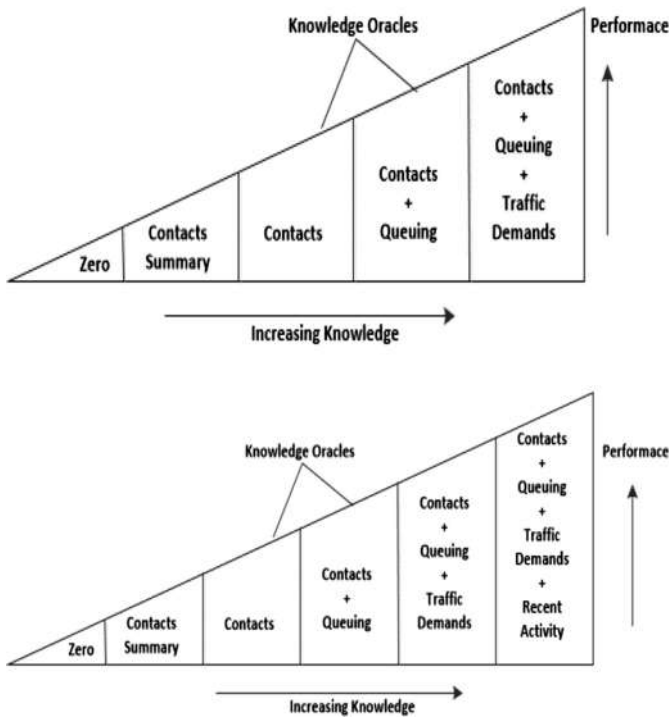 Knowledge Oracles
Performace
Zero
Contacts
Summary
Contacts
Contacts
+
Queuing
Contacts
+
Queuing
+
Traffic
Demands
Increasing Knowledge
Knowledge Oracles
Performace
Zero
Contacts
Summary
Contacts
Contacts
+
Queuing
Contacts
+
Queuing
+
Traffic
Demands
Contacts
+
Queuing
+
Traffic
Demands
+
Recent
Activity
Increasing Knowledge